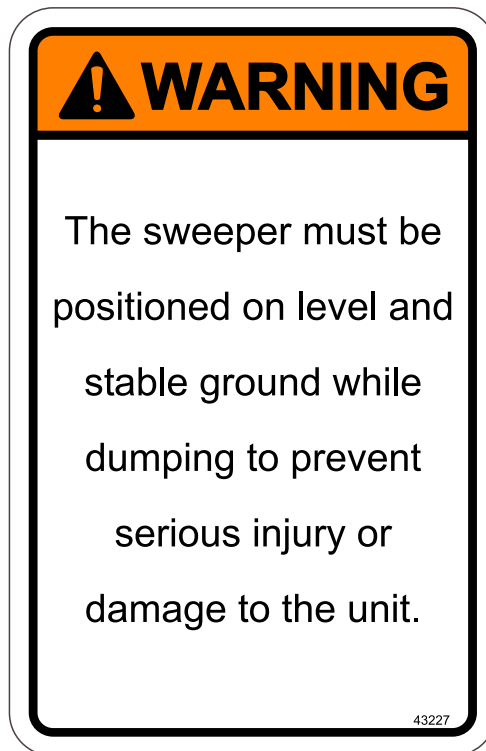 WARNING
The sweeper must be
positioned on level and
stable ground while
dumping to prevent
serious injury or
damage to the unit.
43227